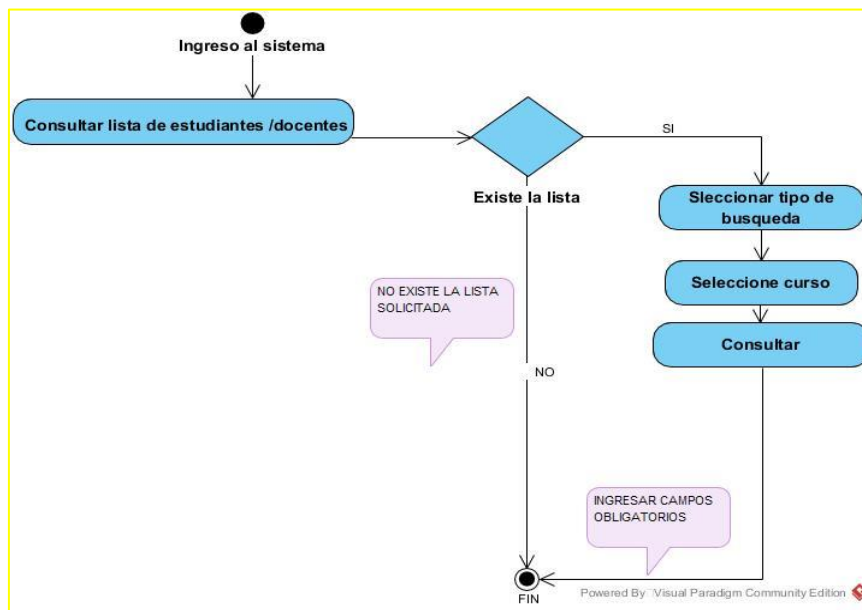 Ingreso al sistema
Consultar lista de estudiantes /docentes
SI
Existe la lista
Sleccionar tipo de
busqueda
Seleccione curso
Consultar
NO EXISTE LA LISTA
SOLICITADA
NO
INGRESAR CAMPOS
OBLIGATORIOS
FIN
Powered By Visual Paradigm Community Edition